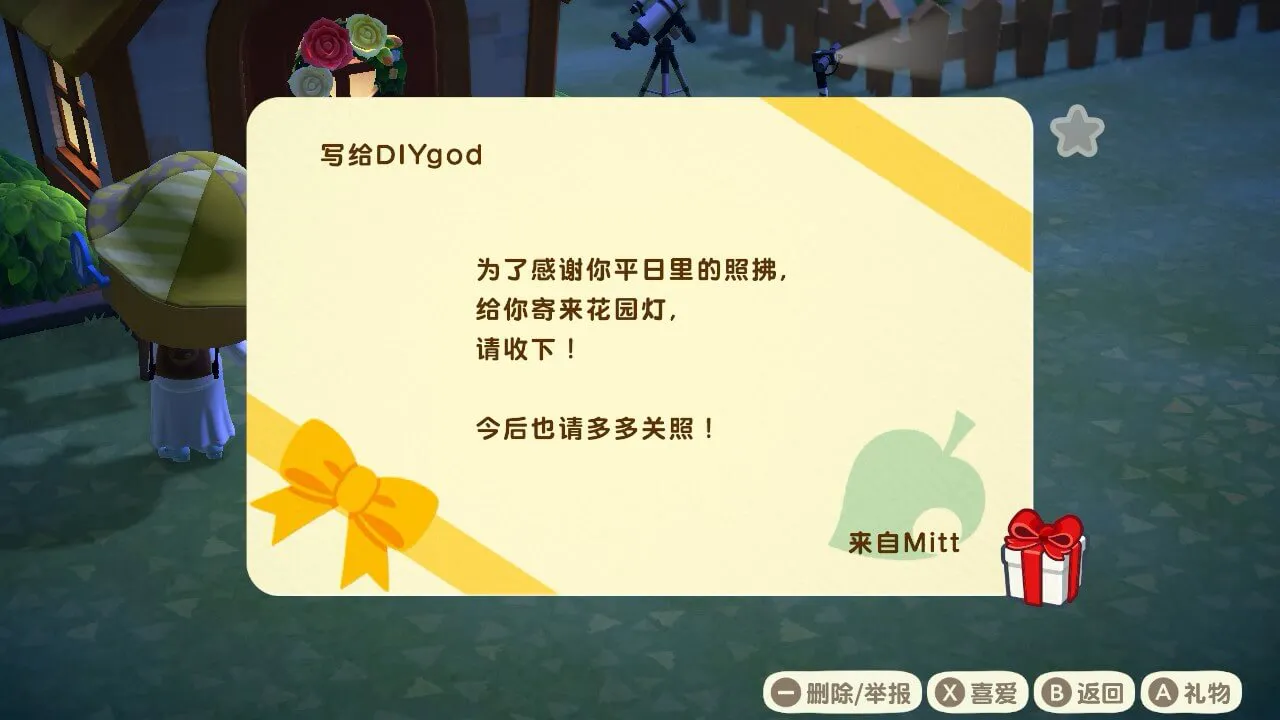 写给DIYgod
为了感谢你平日里的照拂,
给你寄来花园灯,
请收下！
今后也请多多关照！
来自Mitt
删除/举报 X 喜爱 B 返回 A 礼物